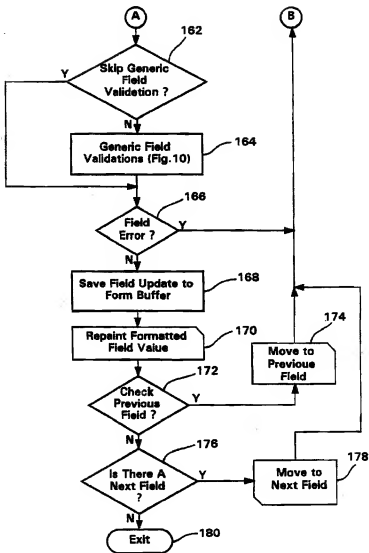 A
B
162
Y
Skip Generic
Field
Validetion ?
N
Generic Field
Validations (Fig.10)
164
166
Field
Error ?
Y
N
Save Field Update to
Form Buffer
168
Repaint Formatted
Field Value
170
174
Move to
Previous
Field
172
Check
Previous
Field ?
Y
N
176
Is There A
Next Field
?
Y
Move to
Next Field
178
N
Exit
180